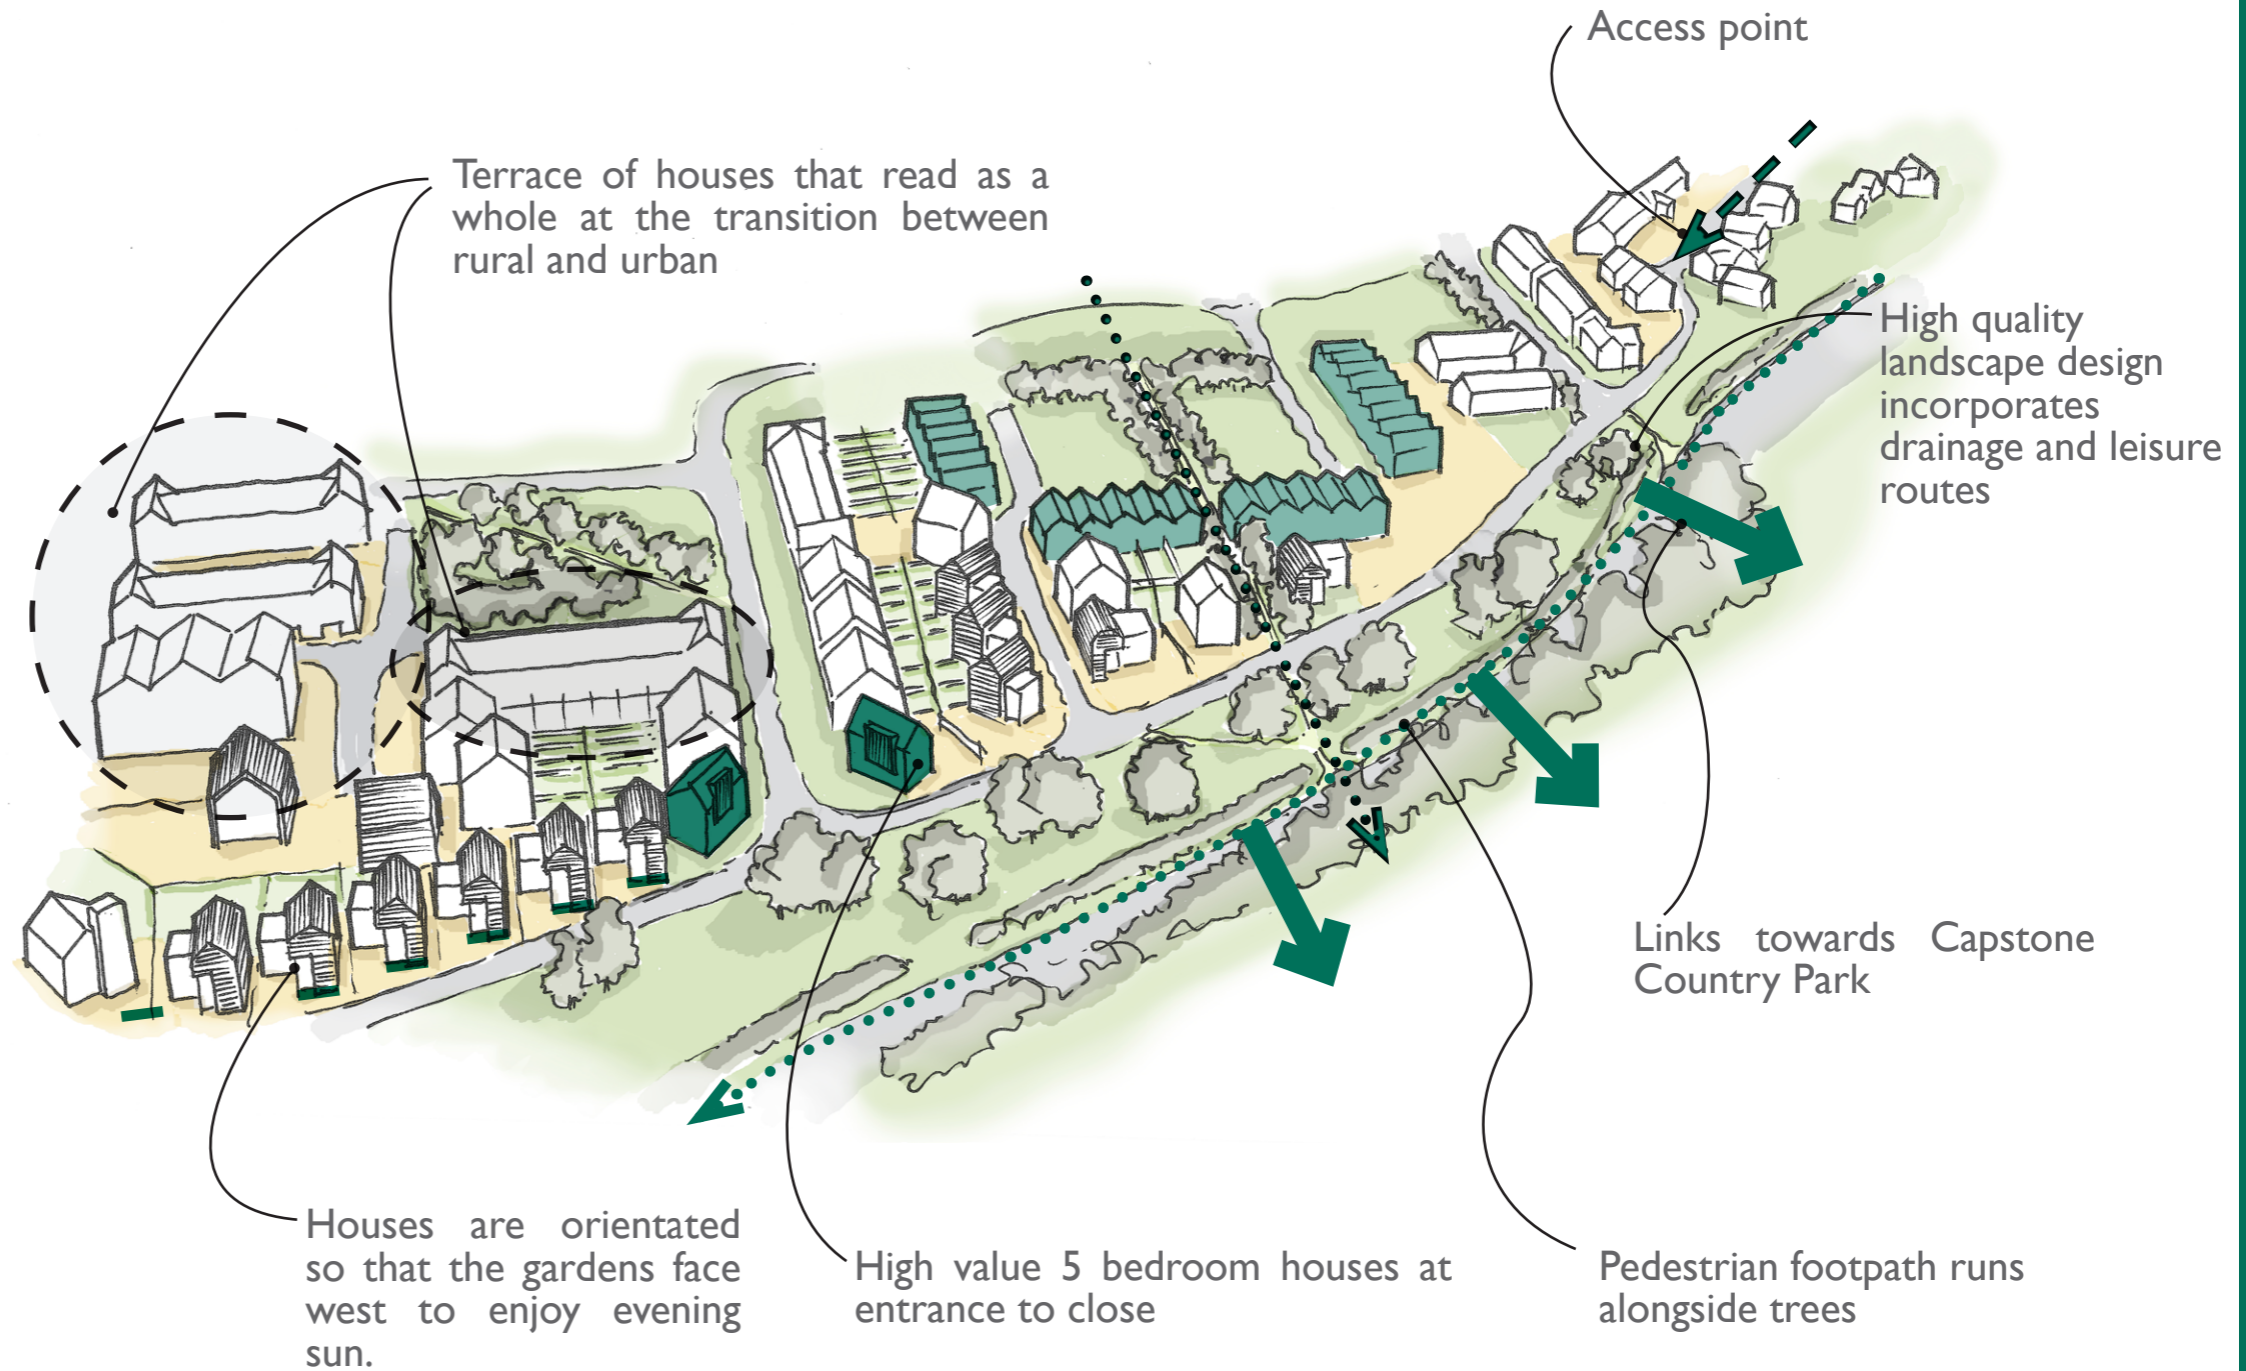 Access point
Terrace of houses that read as a
whole at the transition between
rural and urban
High quality
landscape design
incorporates
drainage and leisure
routes
Links towards Capstone
Country Park
Houses are orientated
so that the gardens face
west to enjoy evening
sun.
High value 5 bedroom houses at
entrance to close
Pedestrian footpath runs
alongside trees